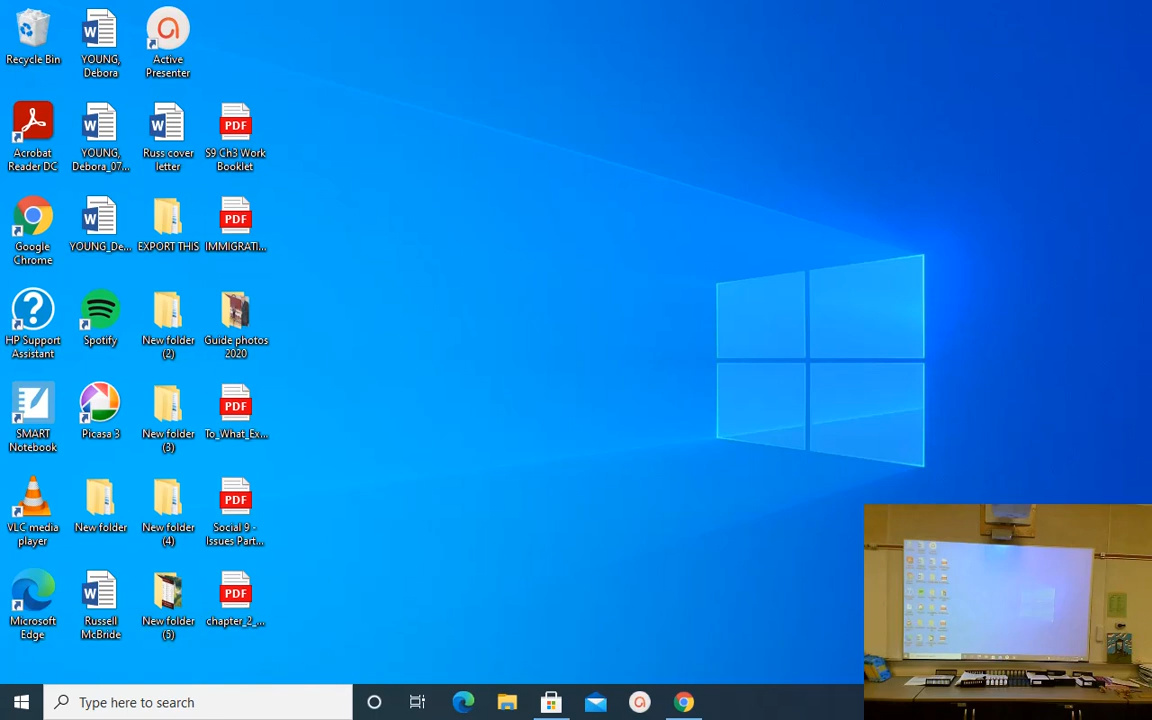 Recycle Bin
YOUNG,
Debora
Active
Presenter
Acrobat
Reader DC
YOUNG,
Debora_07...
Russ cover
letter
PDF
S9 Ch3 Work
Booklet
Google
Chrome
YOUNG_De...
EXPORT THIS
PDF
IMMIGRATI...
HP Support
Assistant
Spotify
New folder
(2)
Guide photos
2020
SMART
Notebook
Picasa 3
New folder
(3)
PDF
To_What_Ex...
VLC media
player
New folder
New folder
(4)
PDF
Social 9 -
Issues Part...
Microsoft
Edge
Russell
McBride
New folder
(5)
PDF
chapter_2_...
Type here to search